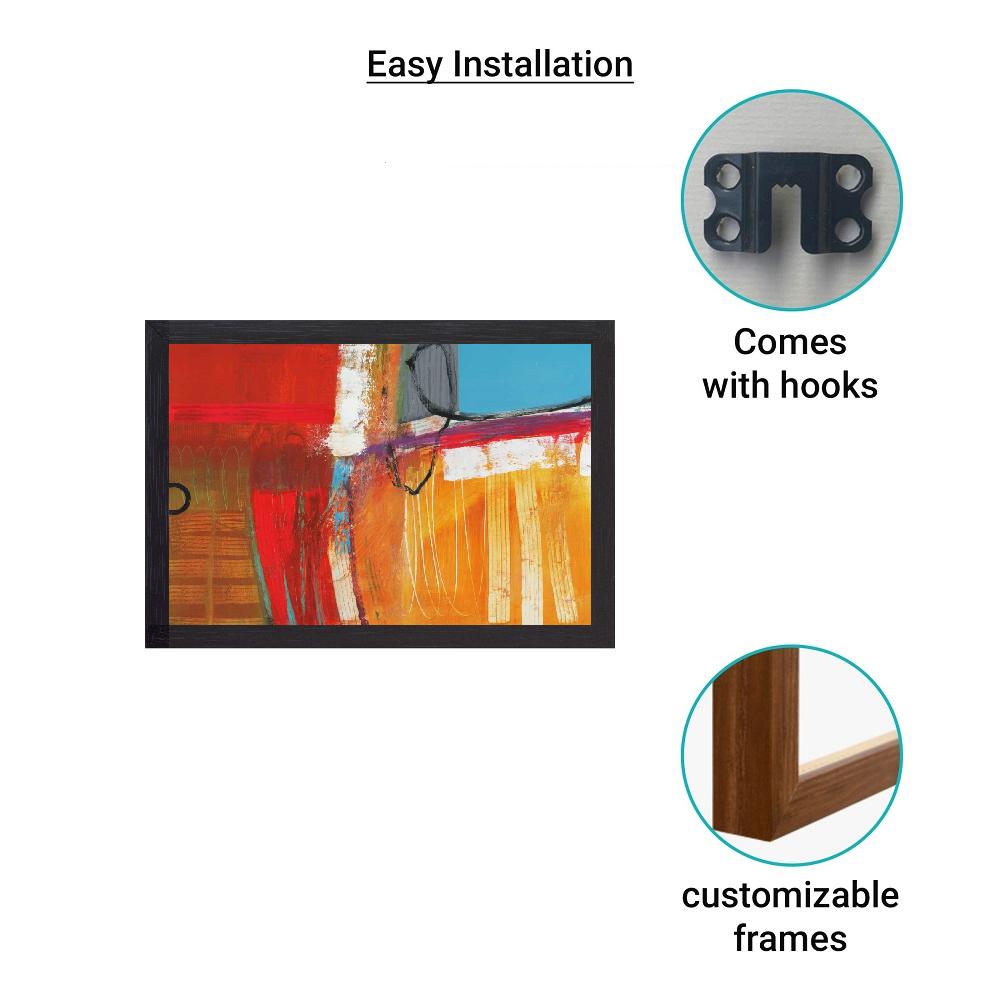 Easy Installation
Comes
with hooks
customizable
frames